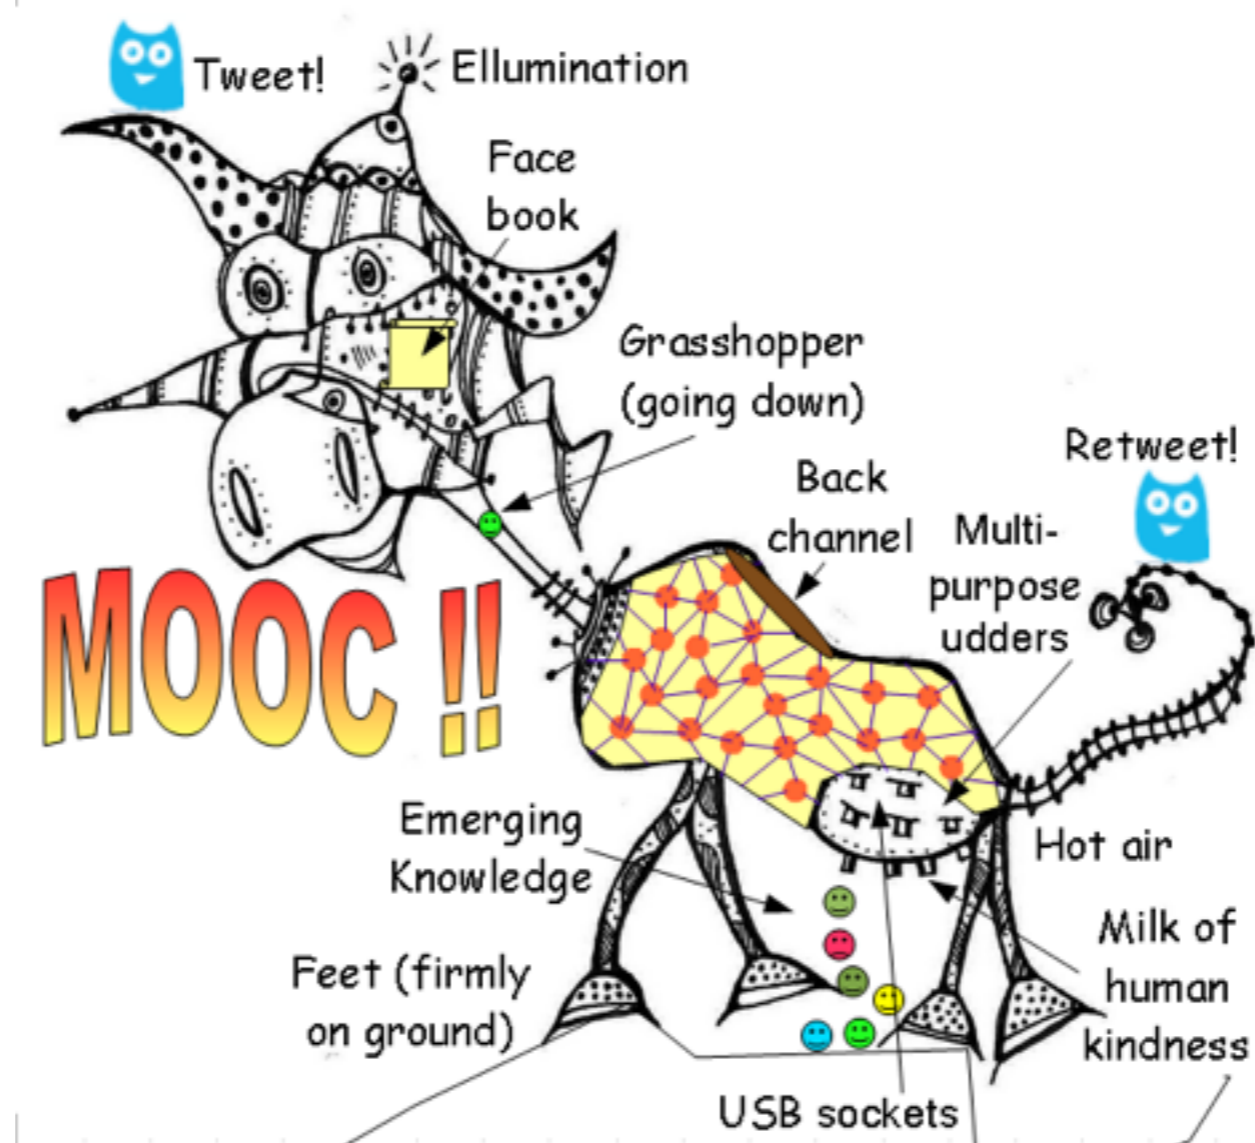 Tweet!
Ellumination
Face
book
Grasshopper
(going down)
Retweet!
Back
channel
Multi-
purpose
udders
MOOC !!
Emerging
Knowledge
Hot air
Feet (firmly
on ground)
Milk of
human
kindness
USB sockets